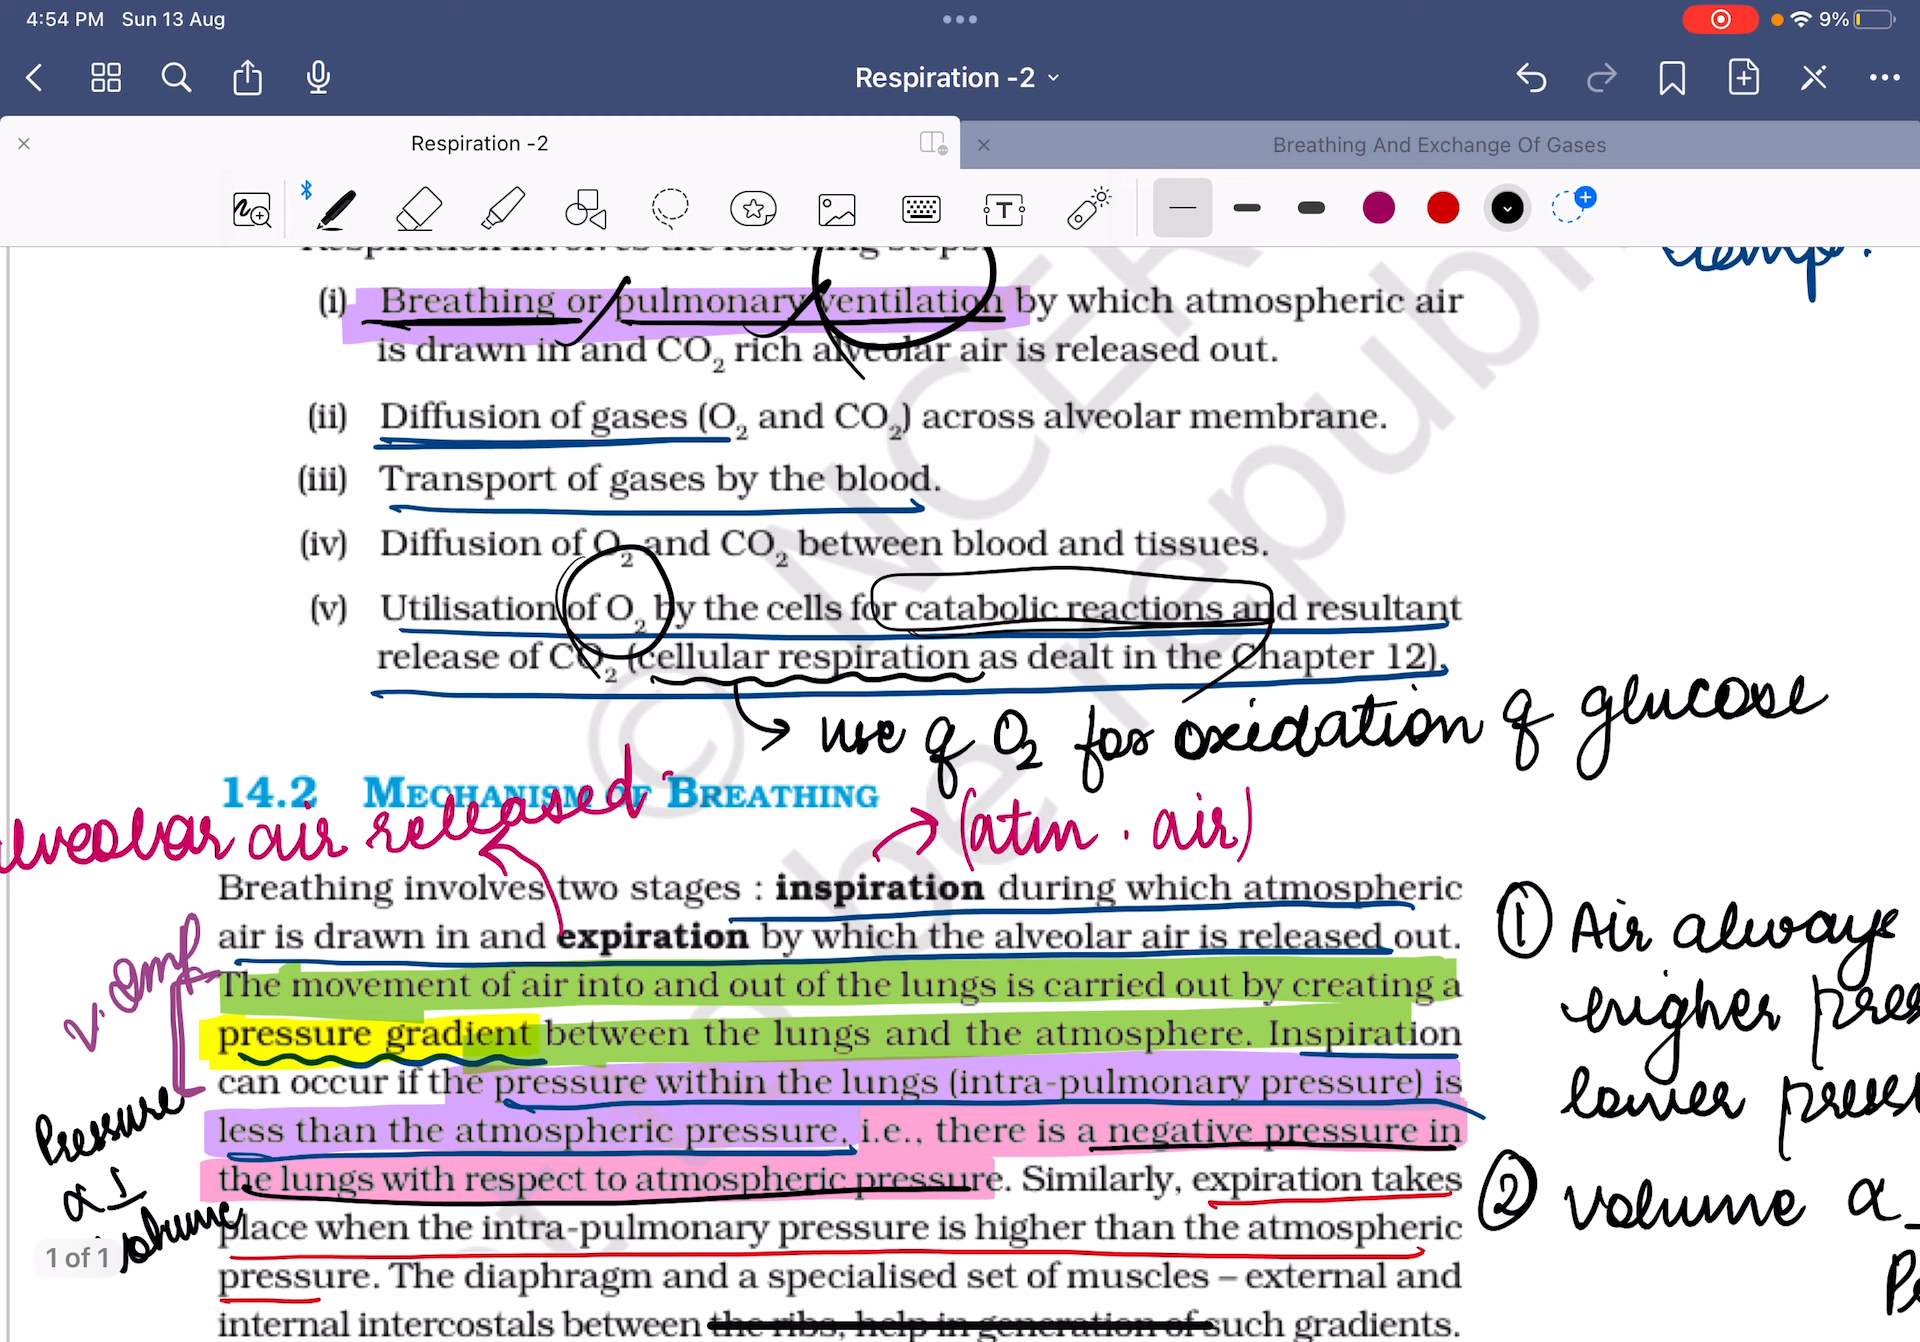 4:54 PM Sun 13 Aug
9%
Respiration -2
Respiration -2
Breathing And Exchange Of Gases
T
Respiration involves the following steps:
temp.
(i) Breathing or pulmonary ventilation by which atmospheric air
is drawn in and CO2 rich alveolar air is released out.
(ii) Diffusion of gases (O2 and CO2) across alveolar membrane.
(iii) Transport of gases by the blood.
(iv) Diffusion of O2 and CO2 between blood and tissues.
(v) Utilisation of O2 by the cells for catabolic reactions and resultant
release of CO2 (cellular respiration as dealt in the Chapter 12).
→ use of O2 for oxidation of glucose
14.2 MECHANISM OF BREATHING
alveolar air released
→ (atm. air)
Breathing involves two stages : inspiration during which atmospheric
air is drawn in and expiration by which the alveolar air is released out.
The movement of air into and out of the lungs is carried out by creating a
pressure gradient between the lungs and the atmosphere. Inspiration
can occur if the pressure within the lungs (intra-pulmonary pressure) is
less than the atmospheric pressure, i.e., there is a negative pressure in
the lungs with respect to atmospheric pressure. Similarly, expiration takes
place when the intra-pulmonary pressure is higher than the atmospheric
pressure. The diaphragm and a specialised set of muscles – external and
internal intercostals between the ribs, help in generation of such gradients.
v. Imp
Pressure
α 1
volume
1 of 1
① Air always
higher pres
lower press
② volume α
© NCER
be republi